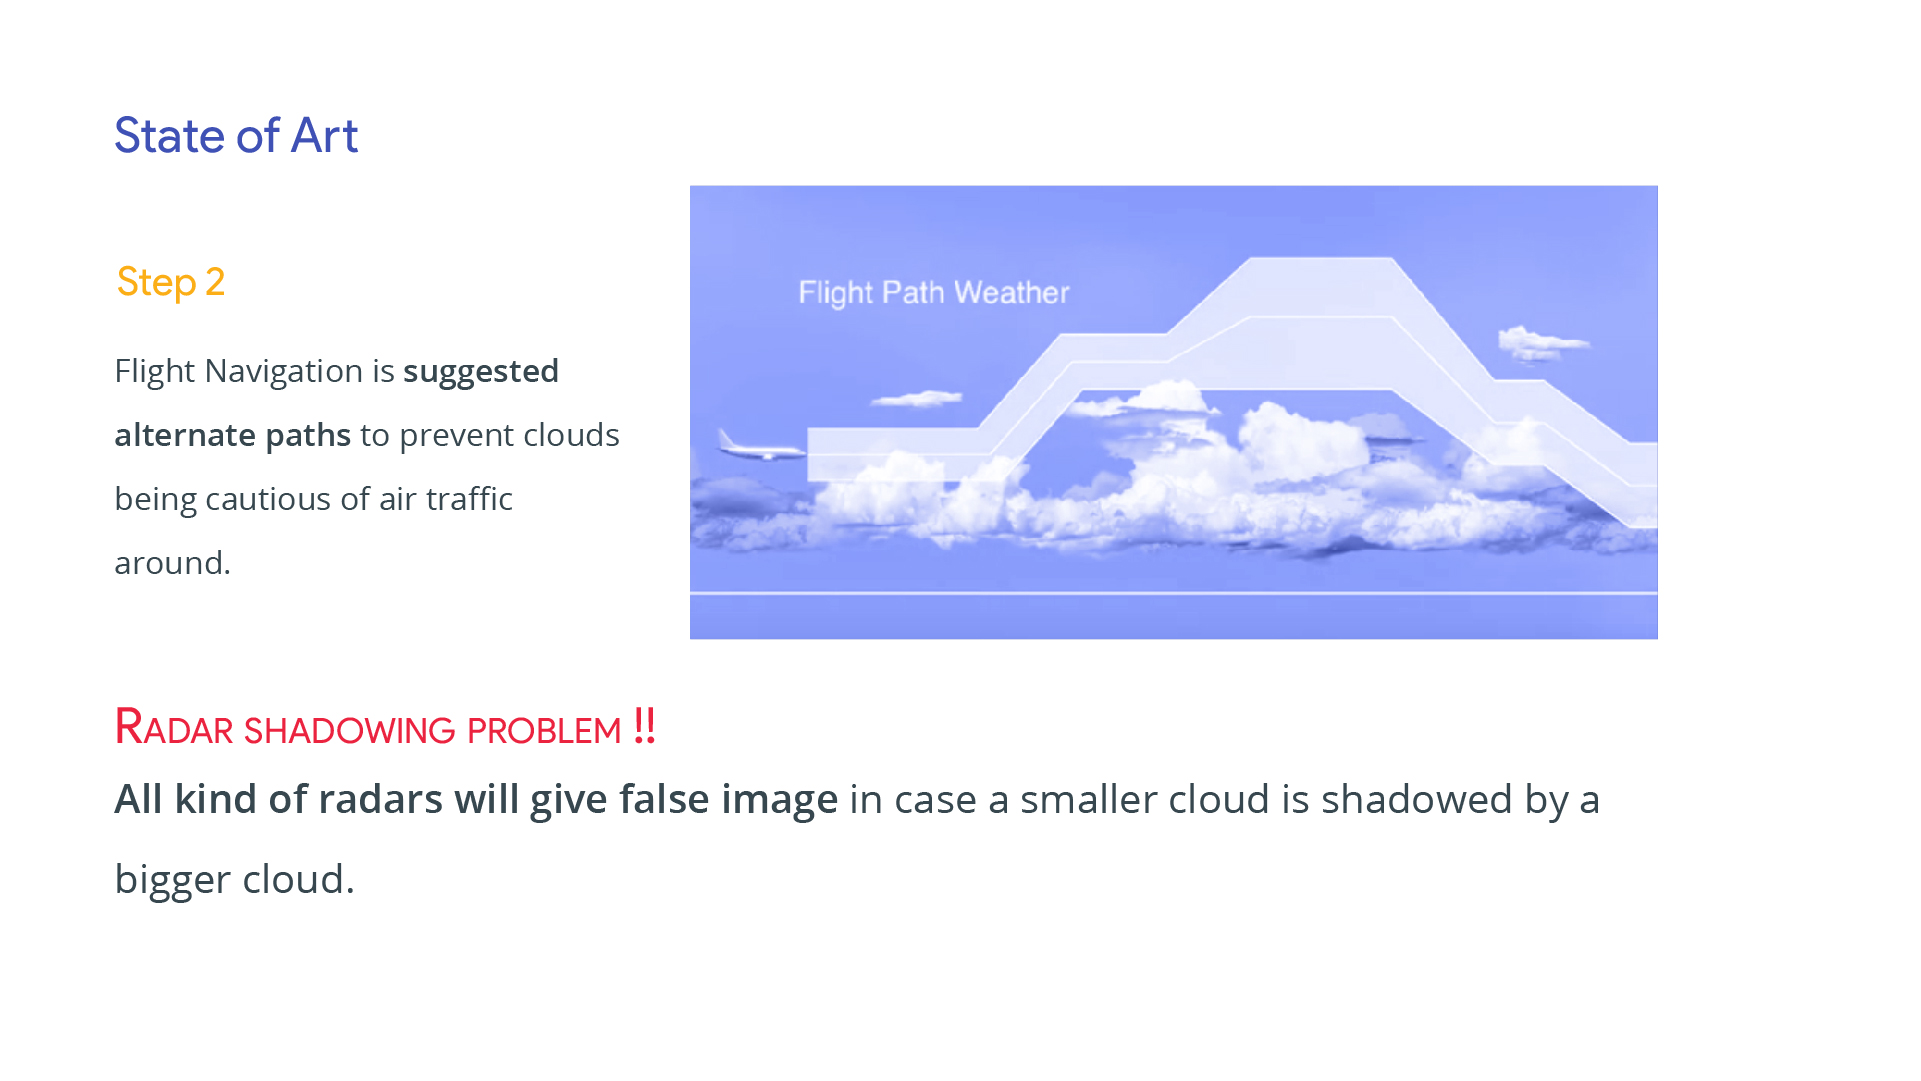 State of Art
Step 2
Flight Navigation is suggested
alternate paths to prevent clouds
being cautious of air traffic
around.
Flight Path Weather
RADAR SHADOWING PROBLEM !!
All kind of radars will give false image in case a smaller cloud is shadowed by a
bigger cloud.